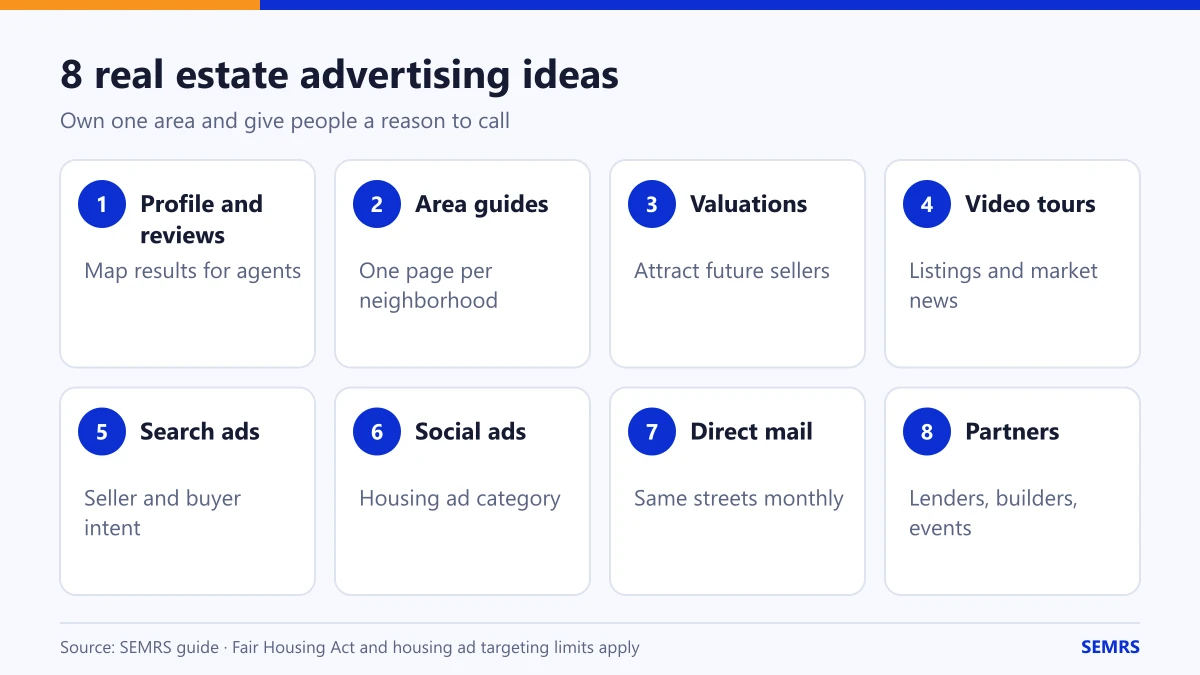 8 real estate advertising ideas
Own one area and give people a reason to call
1
Profile and
reviews
Map results for agents
2
Area guides
One page per
neighborhood
3
Valuations
Attract future sellers
4
Video tours
Listings and market
news
5
Search ads
Seller and buyer
intent
6
Social ads
Housing ad category
7
Direct mail
Same streets monthly
8
Partners
Lenders, builders,
events
Source: SEMRS guide · Fair Housing Act and housing ad targeting limits apply
SEMRS